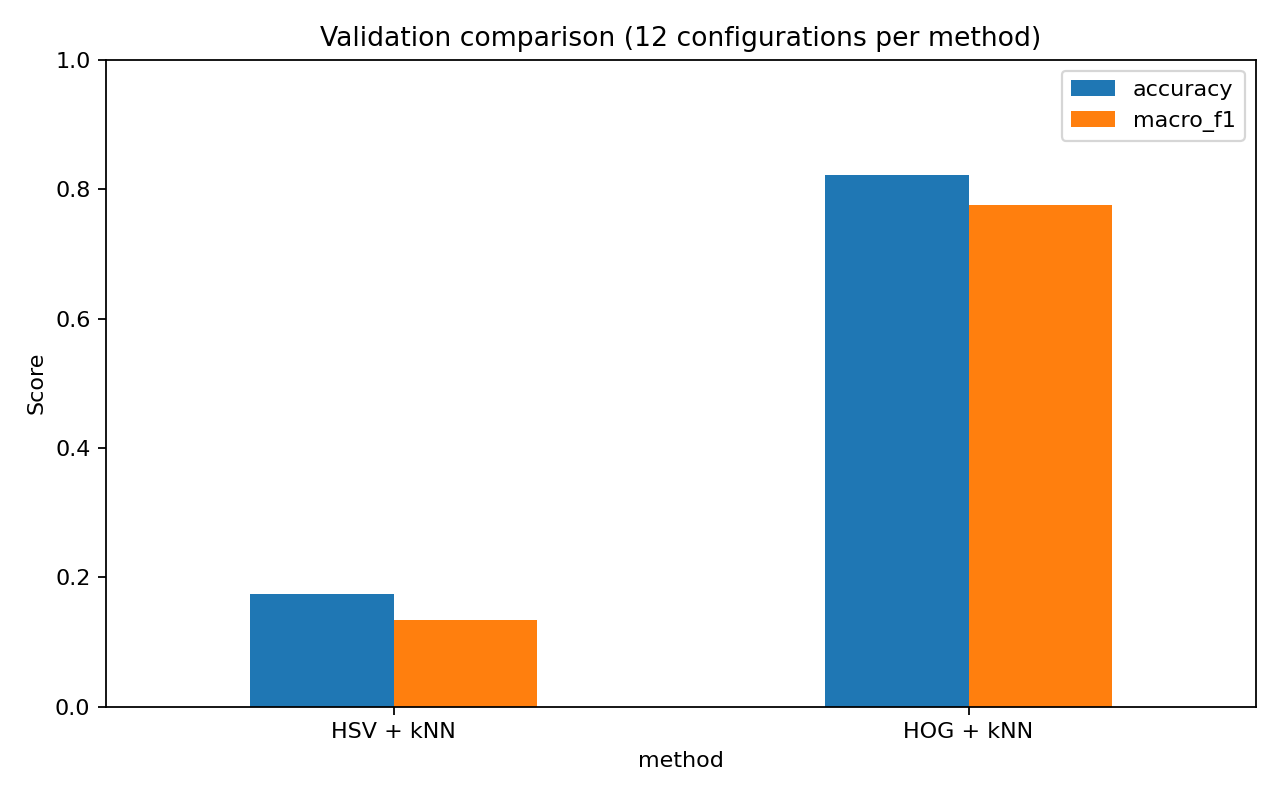 Validation comparison (12 configurations per method)
accuracy
macro_f1
1.0
0.8
0.6
0.4
0.2
0.0
Score
HSV + kNN
HOG + kNN
method